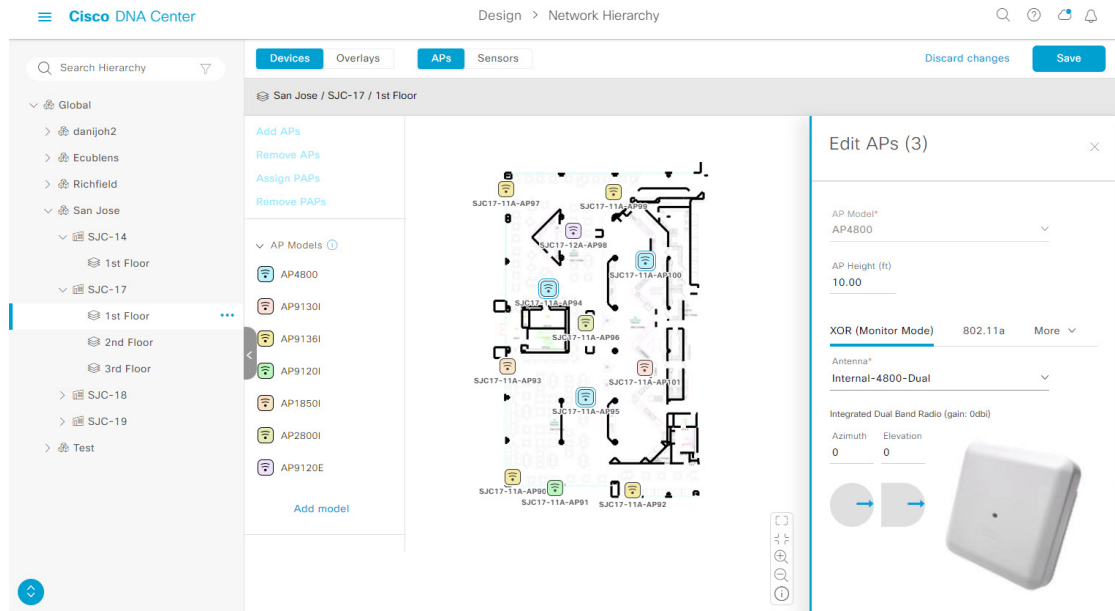 Cisco DNA Center
Design > Network Hierarchy
Search Hierarchy
Global
danijoh2
Ecublens
Richfield
San Jose
SJC-14
1st Floor
SJC-17
1st Floor
2nd Floor
3rd Floor
SJC-18
SJC-19
Test
Devices Overlays APs Sensors
Discard changes Save
San Jose / SJC-17 / 1st Floor
Add APs
Remove APs
Assign PAPs
Remove PAPs
AP Models
AP4800
AP9130I
AP9136I
AP9120I
AP1850I
AP2800I
AP9120E
Add model
SJC17-11A-AP97
SJC17-11A-AP99
SJC17-12A-AP98
SJC17-11A-AP100
SJC17-11A-AP94
SJC17-11A-AP96
SJC17-11A-AP93
SJC17-11A-AP101
SJC17-11A-AP95
SJC17-11A-AP90
SJC17-11A-AP91
SJC17-11A-AP92
Edit APs (3)
AP Model*
AP4800
AP Height (ft)
10.00
XOR (Monitor Mode) 802.11a More
Antenna*
Internal-4800-Dual
Integrated Dual Band Radio (gain: 0dbi)
Azimuth Elevation
0 0